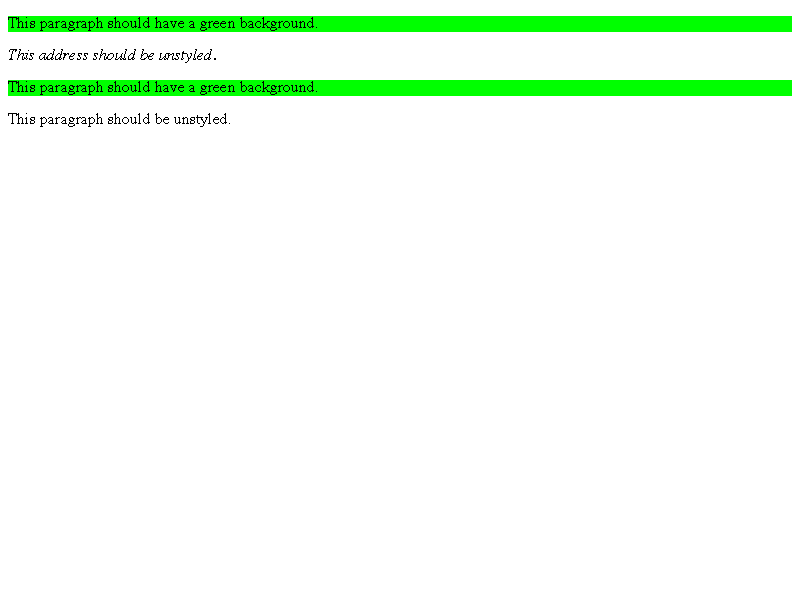 This paragraph should have a green background.
This address should be unstyled.
This paragraph should have a green background.
This paragraph should be unstyled.